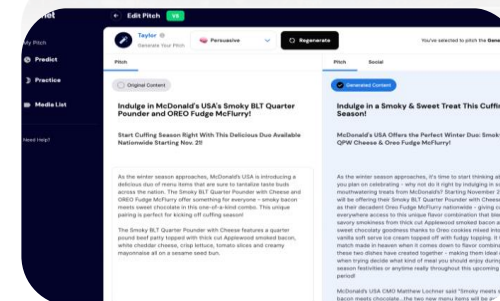 net
Edit Pitch
V5
My Pitch
Predict
Practice
Media List
Need Help?
Taylor
Generate Your Pitch
Persuasive
Regenerate
You've selected to pitch the Gene
Pitch
Original Content
Indulge in McDonald's USA's Smoky BLT Quarter
Pounder and OREO Fudge McFlurry!
Start Cuffing Season Right With This Delicious Duo Available
Nationwide Starting Nov. 21!
As the winter season approaches, McDonald's USA is introducing a
delicious duo of menu items that are sure to tantalize taste buds
across the nation. The Smoky BLT Quarter Pounder with Cheese and
OREO Fudge McFlurry offer something for everyone - smoky bacon
meets sweet chocolate in this one-of-a-kind combo. This unique
pairing is perfect for kicking off cuffing season!
The Smoky BLT Quarter Pounder with Cheese features a quarter
pound beef patty topped with thick cut Applewood smoked bacon,
white cheddar cheese, crisp lettuce, tomato slices and creamy
mayonnaise all on a sesame seed bun.
Pitch
Social
Generated Content
Indulge in a Smoky & Sweet Treat This Cuffin
Season!
McDonald's USA Offers the Perfect Winter Duo: Smok
QPW Cheese & Oreo Fudge McFlurry!
As the winter season approaches, it's time to start thinking a
you plan on celebrating - why not do it right by indulging in so
mouthwatering treats from McDonald's? Starting November 2
will be offering their Smoky BLT Quarter Pounder with Cheese
as their decadent Oreo Fudge McFlurry nationwide - giving c
everywhere access to this unique flavor combination that blen
savory smokiness from thick cut Applewood smoked bacon a
sweet chocolaty goodness thanks to Oreo cookies mixed into
vanilla soft serve ice cream topped off with fudge topping. It
match made in heaven when it comes down to flavor combin
these two dishes have created together - making them ideal
when trying decide what kind of meal you should enjoy durin
season festivities or anytime really throughout this upcoming
period!
McDonald's USA CMO Matthew Lochner said "Smoky meets
bacon meets chocolate...the two new menu items will be